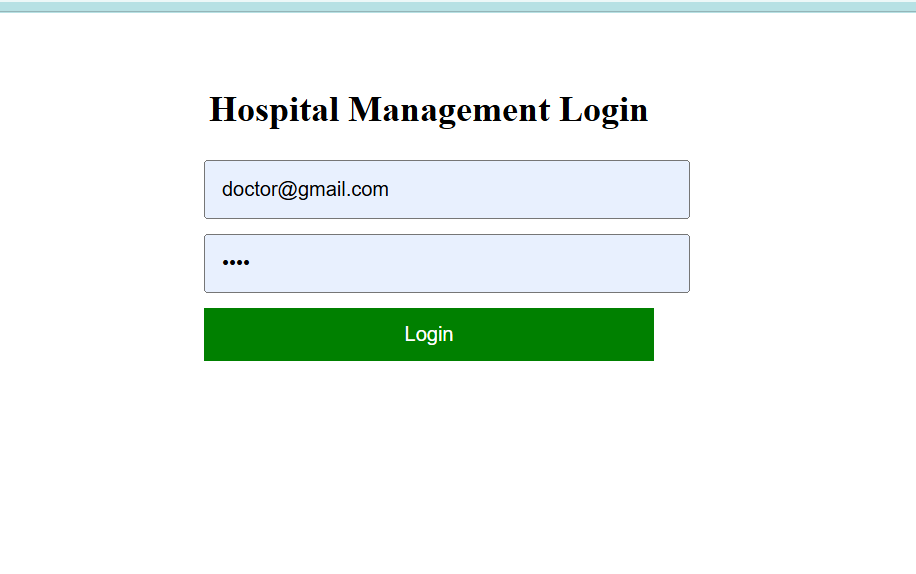 Hospital Management Login
doctor@gmail.com
••••
Login